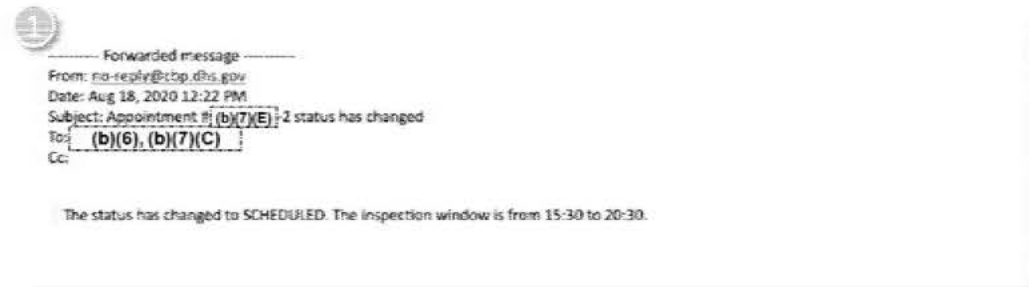 1
---------- Forwarded message ----------
From: no-reply@cbp.dhs.gov
Date: Aug 18, 2020 12:22 PM
Subject: Appointment # (b)(7)(E) -2 status has changed
To: (b)(6), (b)(7)(C)
Cc:
The status has changed to SCHEDULED. The inspection window is from 15:30 to 20:30.